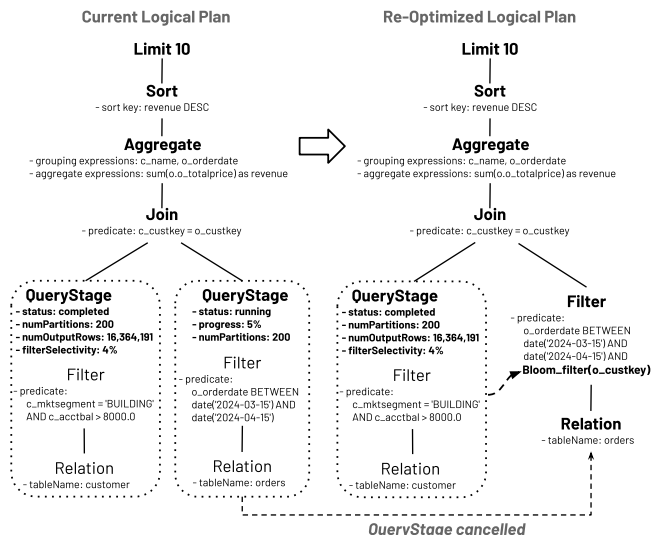 Current Logical Plan
Limit 10
Sort
- sort key: revenue DESC
Aggregate
- grouping expressions: c_name, o_orderdate
- aggregate expressions: sum(o.o_totalprice) as revenue
Join
- predicate: c_custkey = o_custkey
QueryStage
- status: completed
- numPartitions: 200
- numOutputRows: 16,364,191
- filterSelectivity: 4%
Filter
- predicate:
c_mktsegment = 'BUILDING'
AND c_acctbal > 8000.0
Relation
- tableName: customer
QueryStage
- status: running
- progress: 5%
- numPartitions: 200
Filter
- predicate:
o_orderdate BETWEEN
date('2024-03-15') AND
date('2024-04-15')
Relation
- tableName: orders
Re-Optimized Logical Plan
Limit 10
Sort
- sort key: revenue DESC
Aggregate
- grouping expressions: c_name, o_orderdate
- aggregate expressions: sum(o.o_totalprice) as revenue
Join
- predicate: c_custkey = o_custkey
QueryStage
- status: completed
- numPartitions: 200
- numOutputRows: 16,364,191
- filterSelectivity: 4%
Filter
- predicate:
c_mktsegment = 'BUILDING'
AND c_acctbal > 8000.0
Relation
- tableName: customer
Filter
- predicate:
o_orderdate BETWEEN
date('2024-03-15') AND
date('2024-04-15') AND
Bloom_filter(o_custkey)
Relation
- tableName: orders
QueryStage cancelled